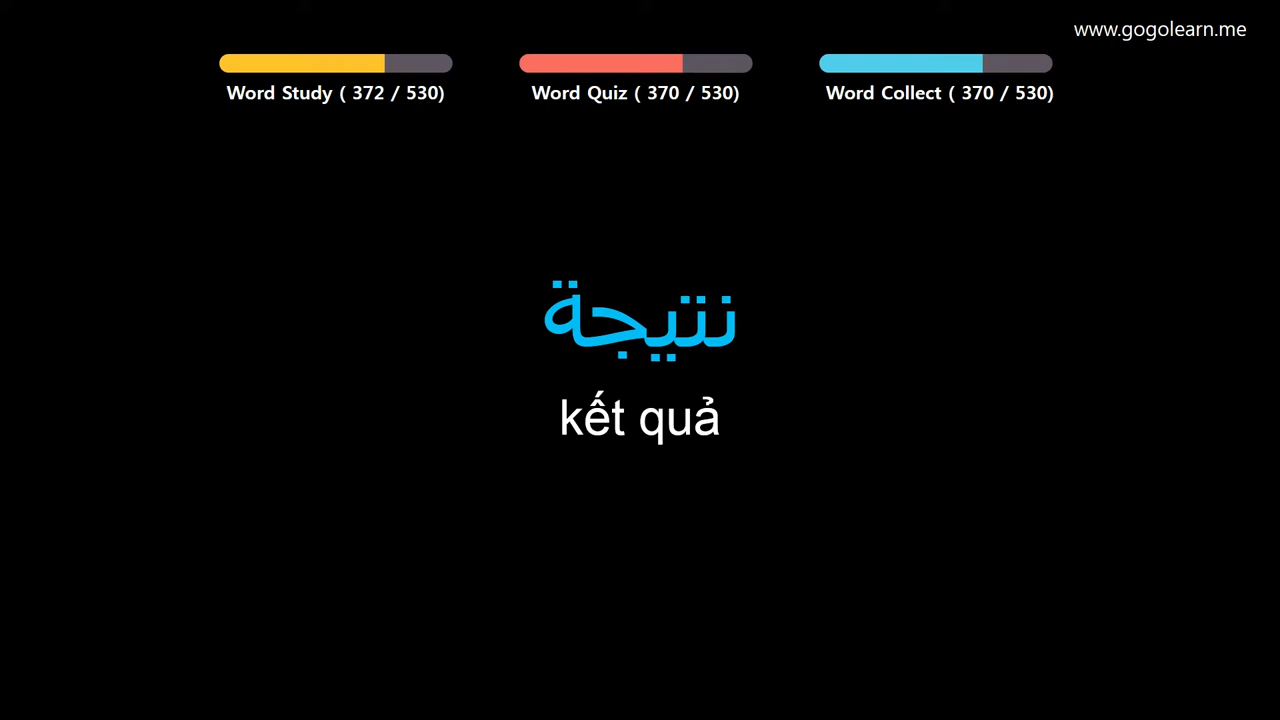 www.gogolearn.me
Word Study ( 372 / 530)
Word Quiz ( 370 / 530)
Word Collect ( 370 / 530)
نتيجة
kết quả